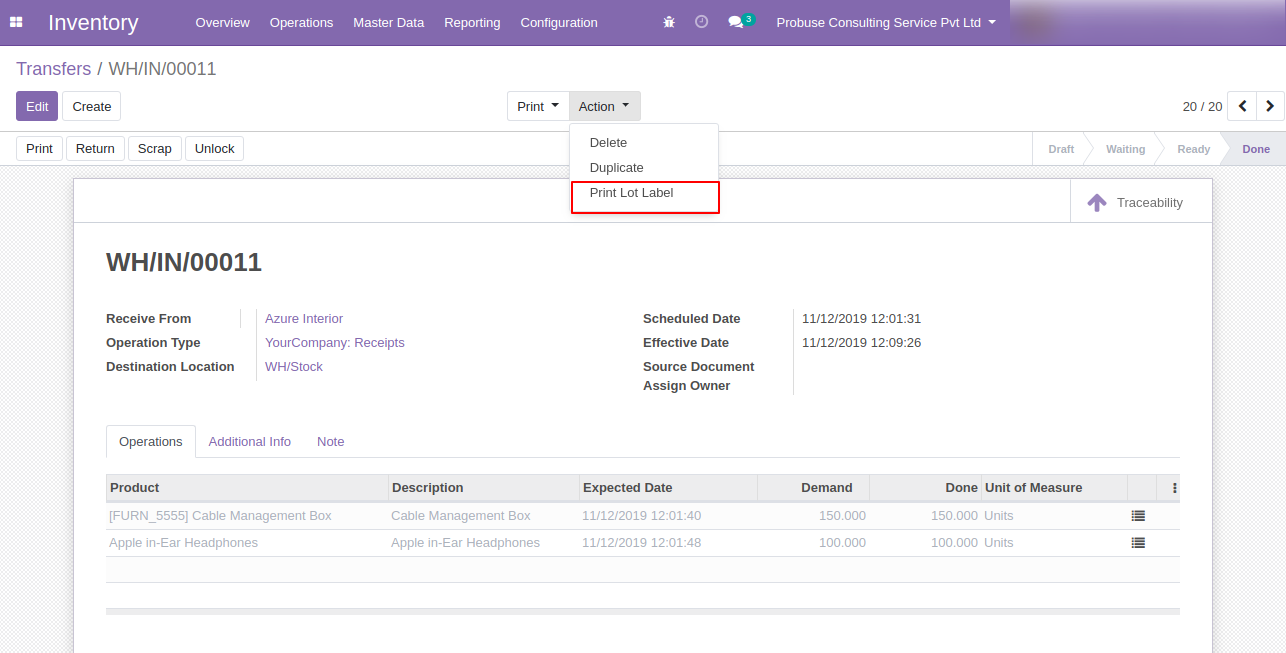 Inventory Overview Operations Master Data Reporting Configuration 3 Probuse Consulting Service Pvt Ltd
Transfers / WH/IN/00011
Edit Create Print Action 20 / 20
Print Return Scrap Unlock Draft Waiting Ready Done
Delete
Duplicate
Print Lot Label
Traceability
WH/IN/00011
Receive From Azure Interior Scheduled Date 11/12/2019 12:01:31
Operation Type YourCompany: Receipts Effective Date 11/12/2019 12:09:26
Destination Location WH/Stock Source Document
Assign Owner
Operations Additional Info Note
Product Description Expected Date Demand Done Unit of Measure
[FURN_5555] Cable Management Box Cable Management Box 11/12/2019 12:01:40 150.000 150.000 Units
Apple in-Ear Headphones Apple in-Ear Headphones 11/12/2019 12:01:48 100.000 100.000 Units